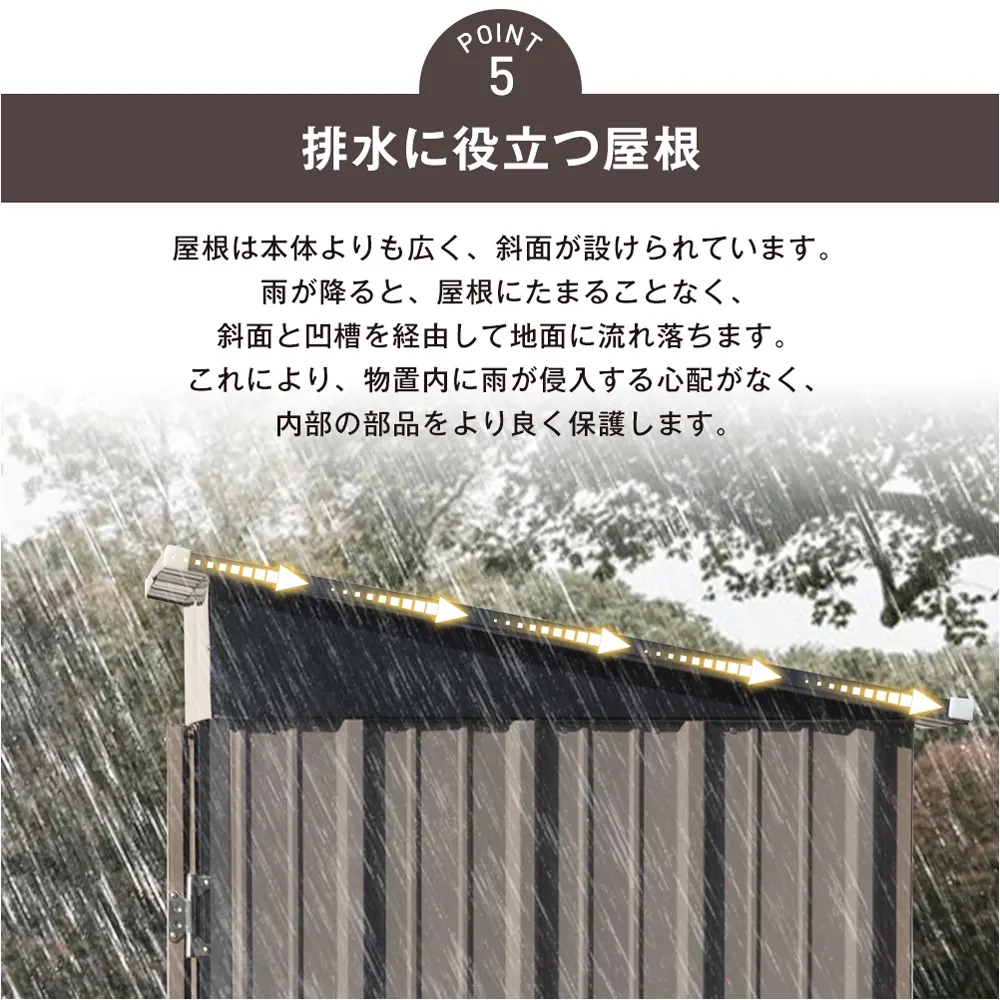 POINT
5
排水に役立つ屋根
屋根は本体よりも広く、斜面が設けられています。
雨が降ると、屋根にたまることなく、
斜面と凹槽を経由して地面に流れ落ちます。
これにより、物置内に雨が侵入する心配がなく、
内部の部品をより良く保護します。